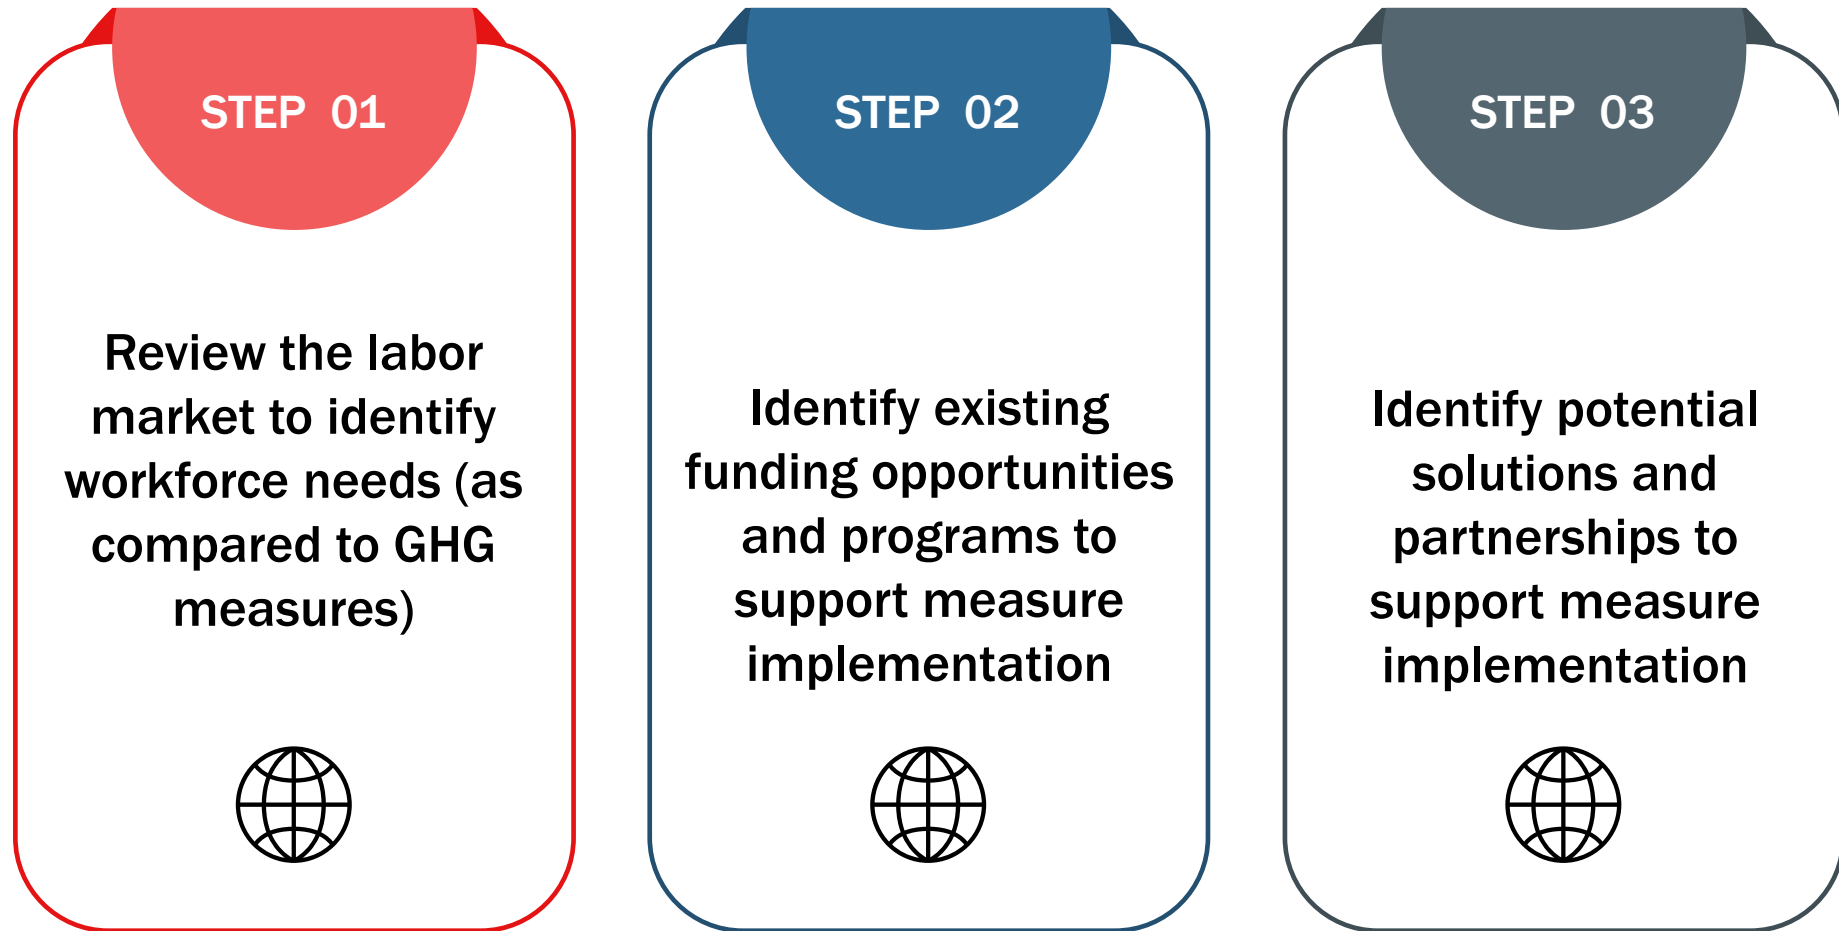 STEP 01
Review the labor
market to identify
workforce needs (as
compared to GHG
measures)
STEP 02
Identify existing
funding opportunities
and programs to
support measure
implementation
STEP 03
Identify potential
solutions and
partnerships to
support measure
implementation